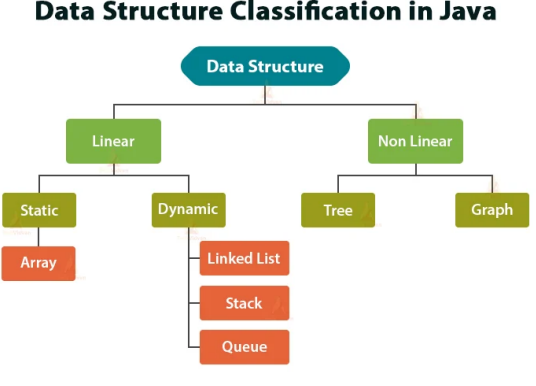 Data Structure Classification in Java
Data Structure
Linear
Non Linear
Static
Dynamic
Tree
Graph
Array
Linked List
Stack
Queue